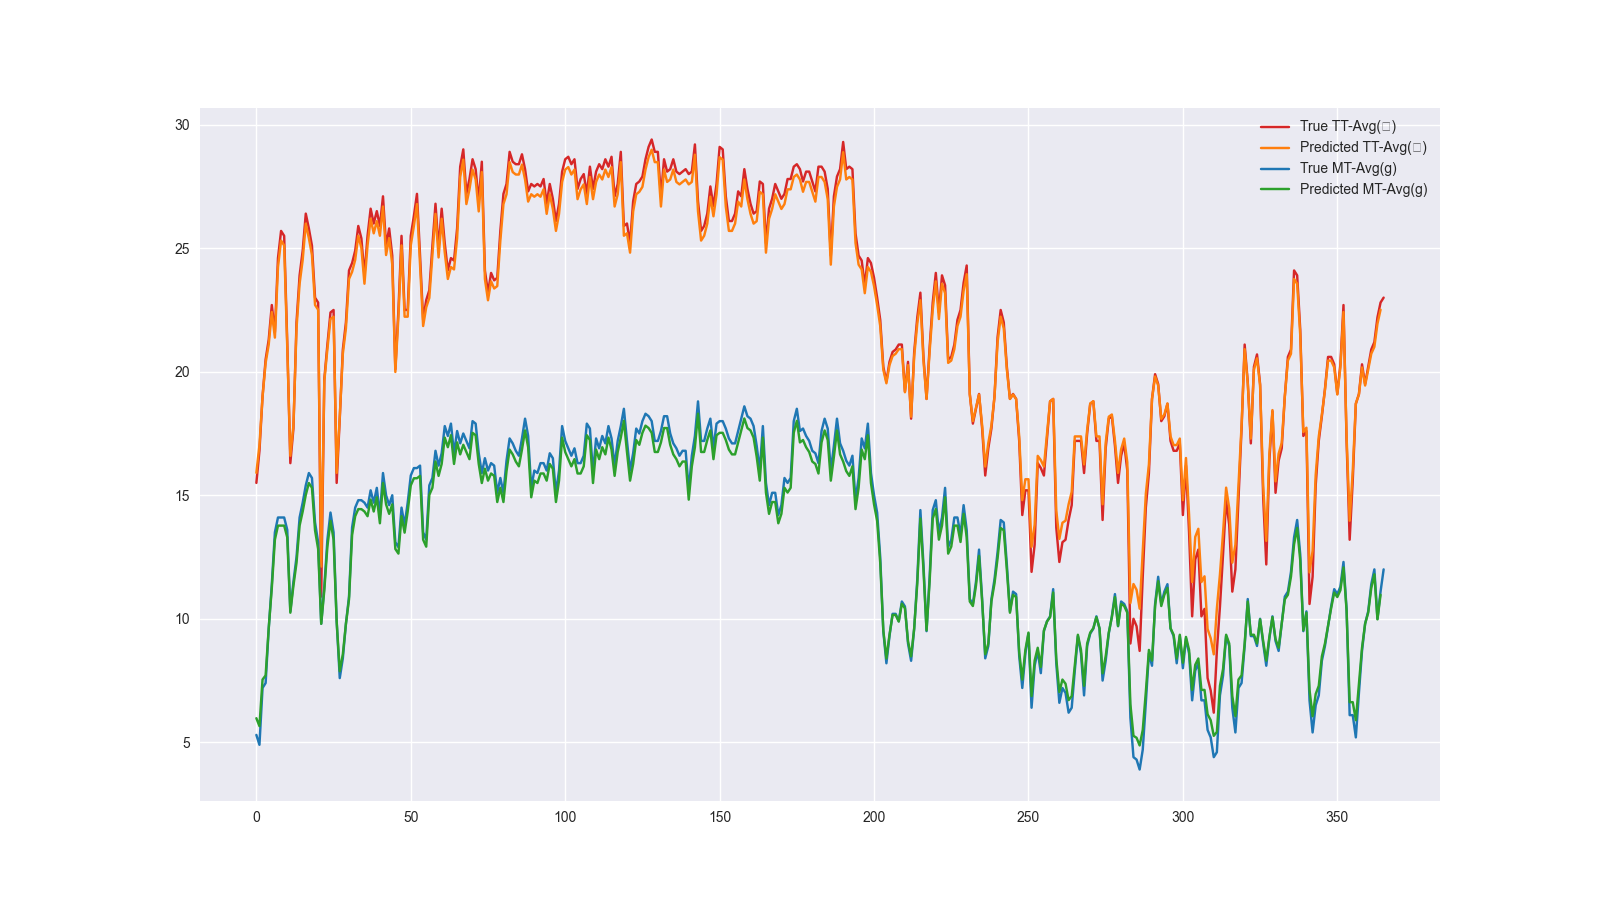 30
25
20
15
10
5
0 50 100 150 200 250 300 350
True TT-Avg(□)
Predicted TT-Avg(□)
True MT-Avg(g)
Predicted MT-Avg(g)